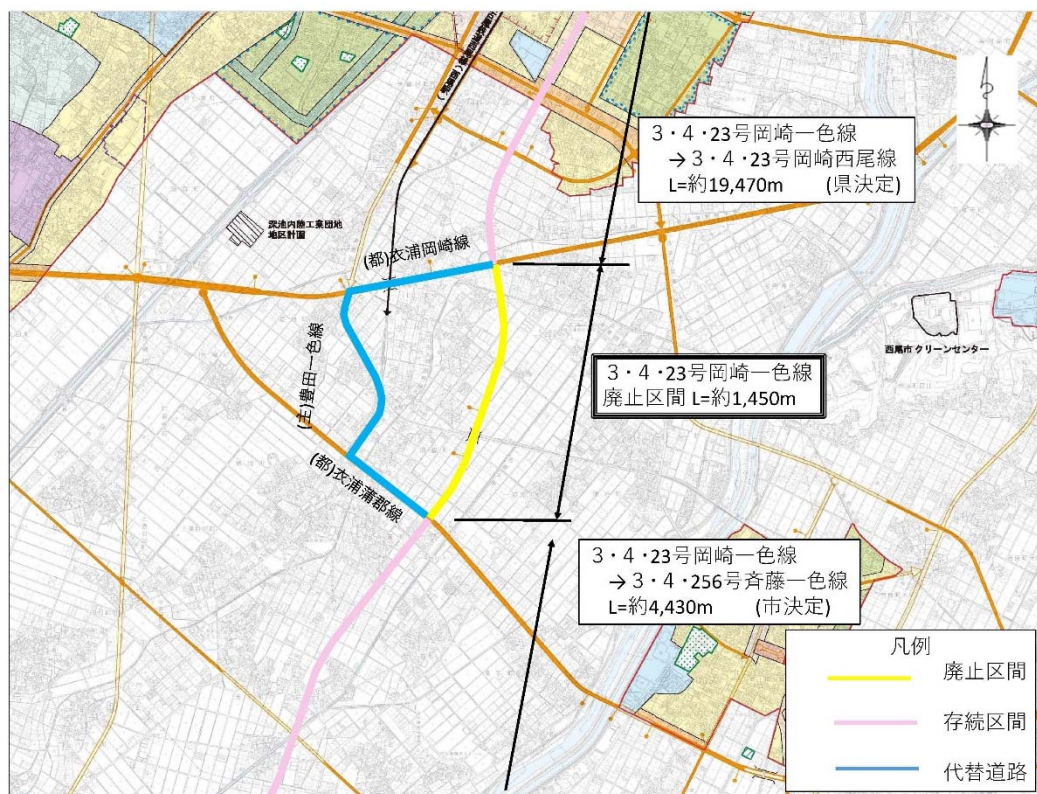 3・4・23号岡崎一色線
→3・4・23号岡崎西尾線
L=約19,470m (県決定)
深池内陸工業団地
地区計画
(都)衣浦岡崎線
西尾市クリーンセンター
(主)豊田一色線
3・4・23号岡崎一色線
廃止区間 L=約1,450m
(都)衣浦蒲郡線
3・4・23号岡崎一色線
→3・4・256号斉藤一色線
L=約4,430m (市決定)
凡例
廃止区間
存続区間
代替道路